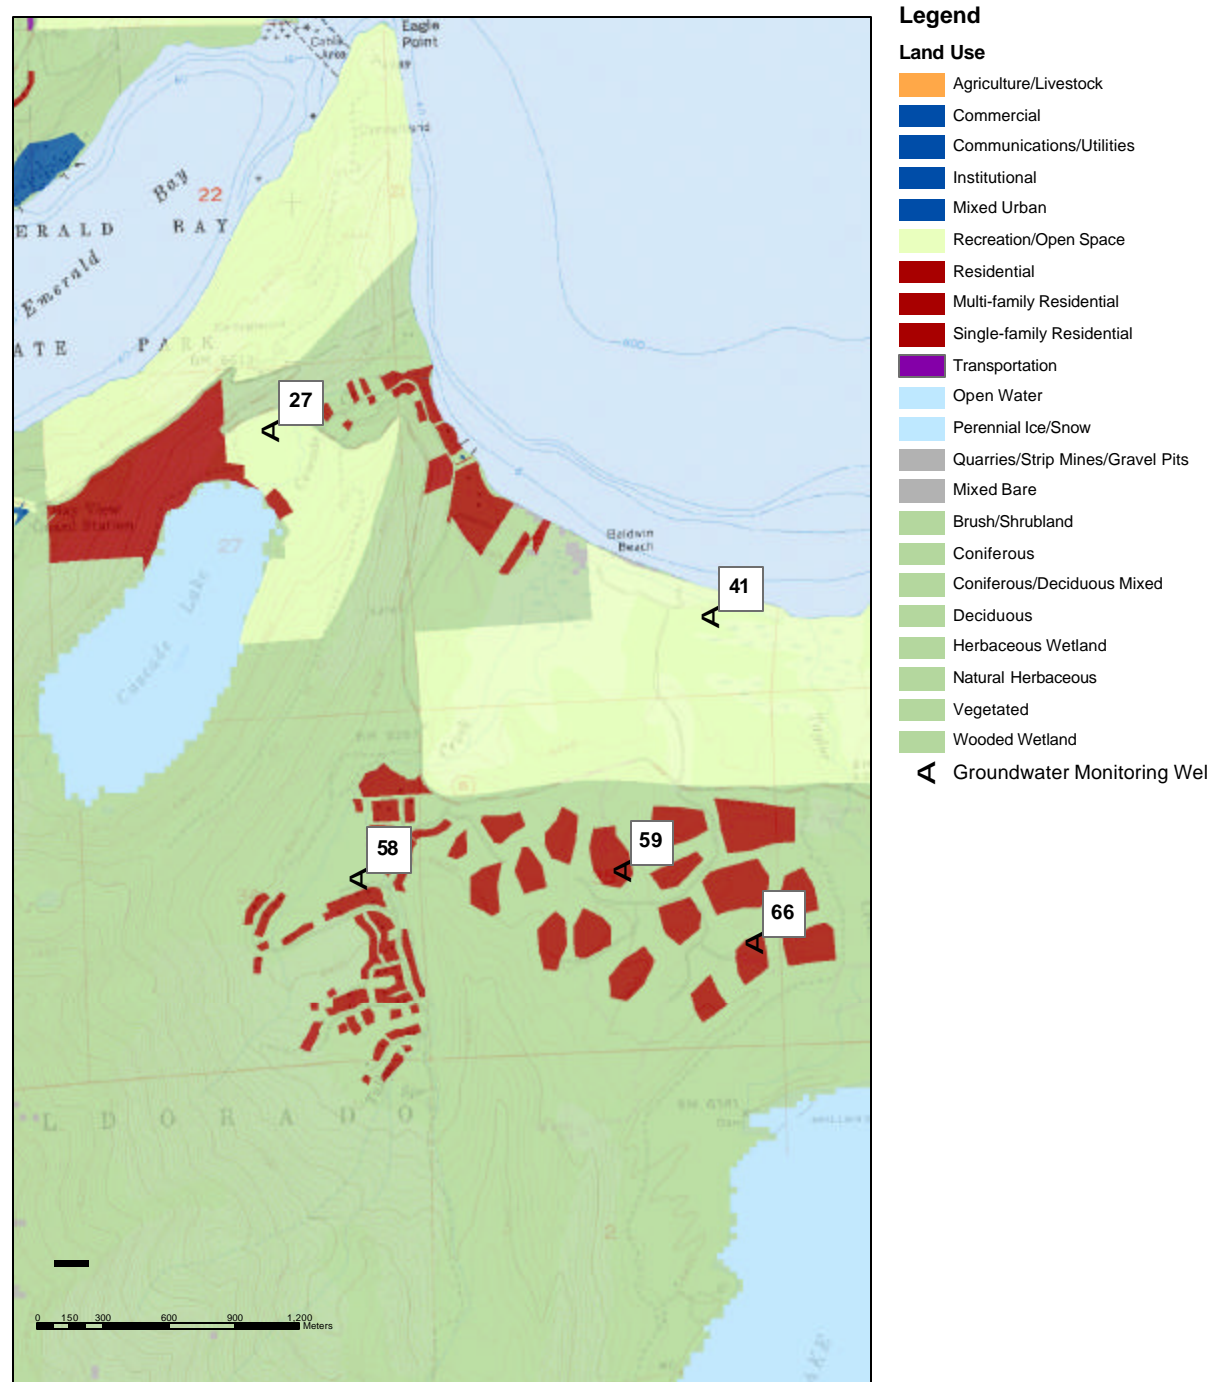 Legend
Land Use
Agriculture/Livestock
Commercial
Communications/Utilities
Institutional
Mixed Urban
Recreation/Open Space
Residential
Multi-family Residential
Single-family Residential
Transportation
Open Water
Perennial Ice/Snow
Quarries/Strip Mines/Gravel Pits
Mixed Bare
Brush/Shrubland
Coniferous
Coniferous/Deciduous Mixed
Deciduous
Herbaceous Wetland
Natural Herbaceous
Vegetated
Wooded Wetland
Groundwater Monitoring Wel
Eagle
Point
Bay
22
ERALD BAY
Emerald
ATE PARK
27
27
Cascade Lake
Baldwin
Beach
41
Creek
58
59
66
L DORADO
2
0 150 300 600 900 1,200
Meters